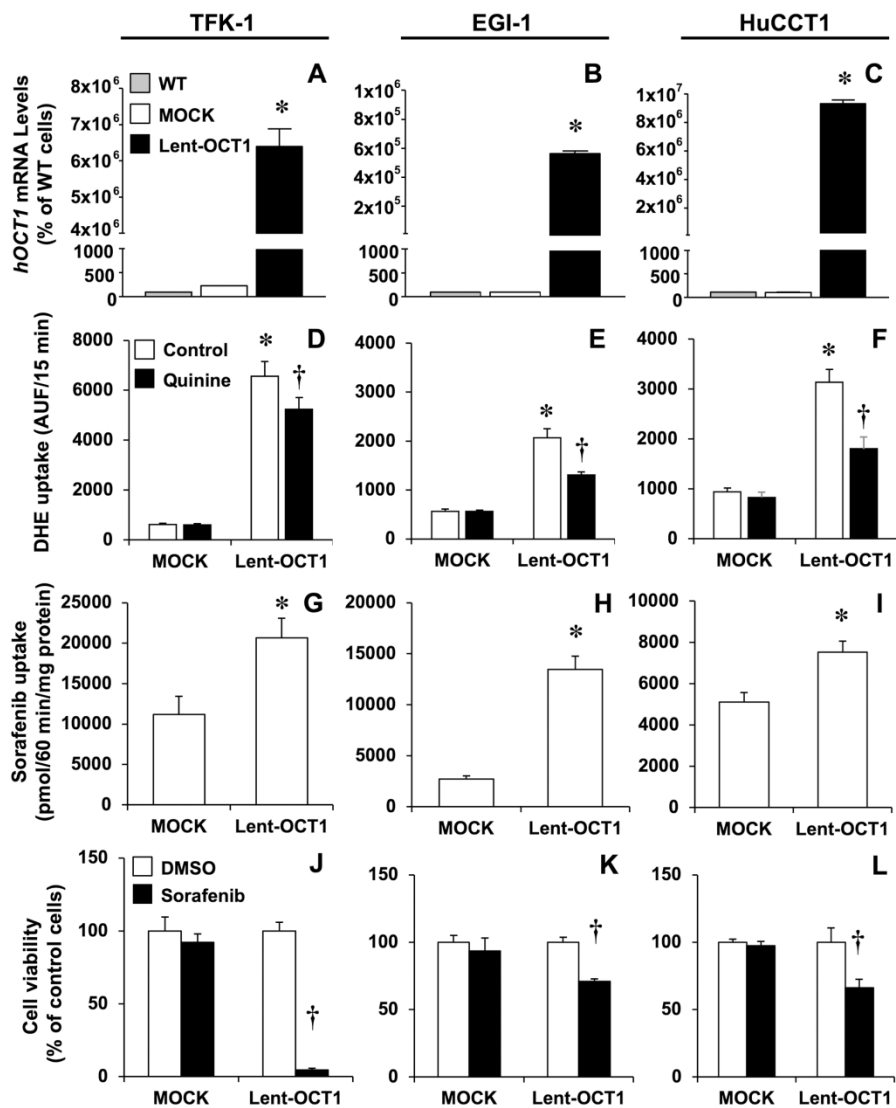 TFK-1 EGI-1 HuCCT1
hOCT1 mRNA Levels
(% of WT cells)
A
WT
MOCK
Lent-OCT1
*
8x10⁶
7x10⁶
6x10⁶
6x10⁶
4x10⁶
1000
500
0
B
*
1x10⁶
8x10⁵
6x10⁵
4x10⁵
2x10⁵
1000
500
0
C
*
1x10⁷
8x10⁶
6x10⁶
4x10⁶
2x10⁶
1000
500
0
DHE uptake (AUF/15 min)
D
Control
Quinine
*
†
8000
6000
4000
2000
0
MOCK Lent-OCT1
E
*
†
4000
3000
2000
1000
0
MOCK Lent-OCT1
F
*
†
4000
3000
2000
1000
0
MOCK Lent-OCT1
Sorafenib uptake
(pmol/60 min/mg protein)
G
*
25000
20000
15000
10000
5000
0
MOCK Lent-OCT1
H
*
20000
15000
10000
5000
0
MOCK Lent-OCT1
I
*
10000
8000
6000
4000
2000
0
MOCK Lent-OCT1
Cell viability
(% of control cells)
J
DMSO
Sorafenib
†
150
100
50
0
MOCK Lent-OCT1
K
†
150
100
50
0
MOCK Lent-OCT1
L
†
150
100
50
0
MOCK Lent-OCT1